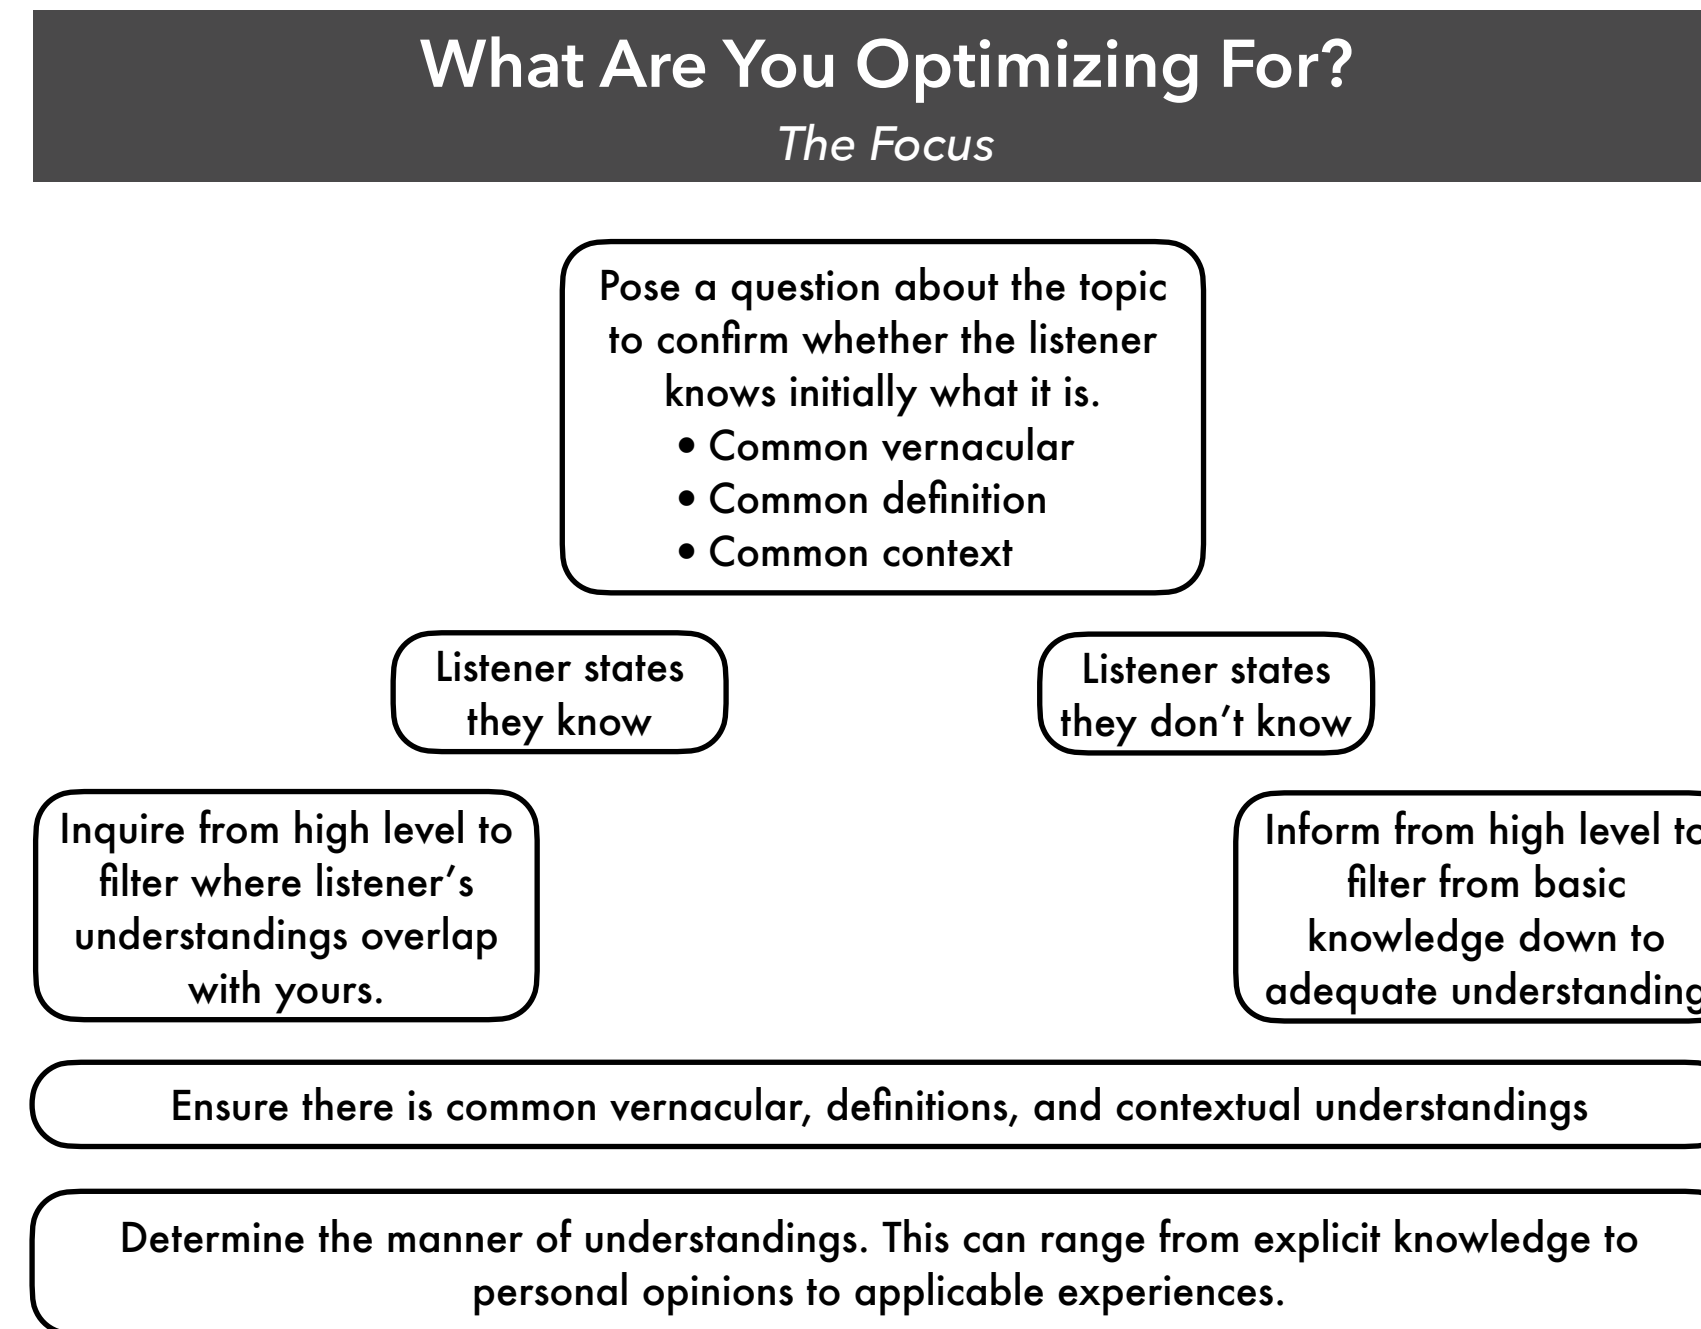 What Are You Optimizing For?
The Focus
Pose a question about the topic
to confirm whether the listener
knows initially what it is.
• Common vernacular
• Common definition
• Common context
Listener states
they know
Listener states
they don’t know
Inquire from high level to
filter where listener’s
understandings overlap
with yours.
Inform from high level to
filter from basic
knowledge down to
adequate understanding
Ensure there is common vernacular, definitions, and contextual understandings
Determine the manner of understandings. This can range from explicit knowledge to
personal opinions to applicable experiences.